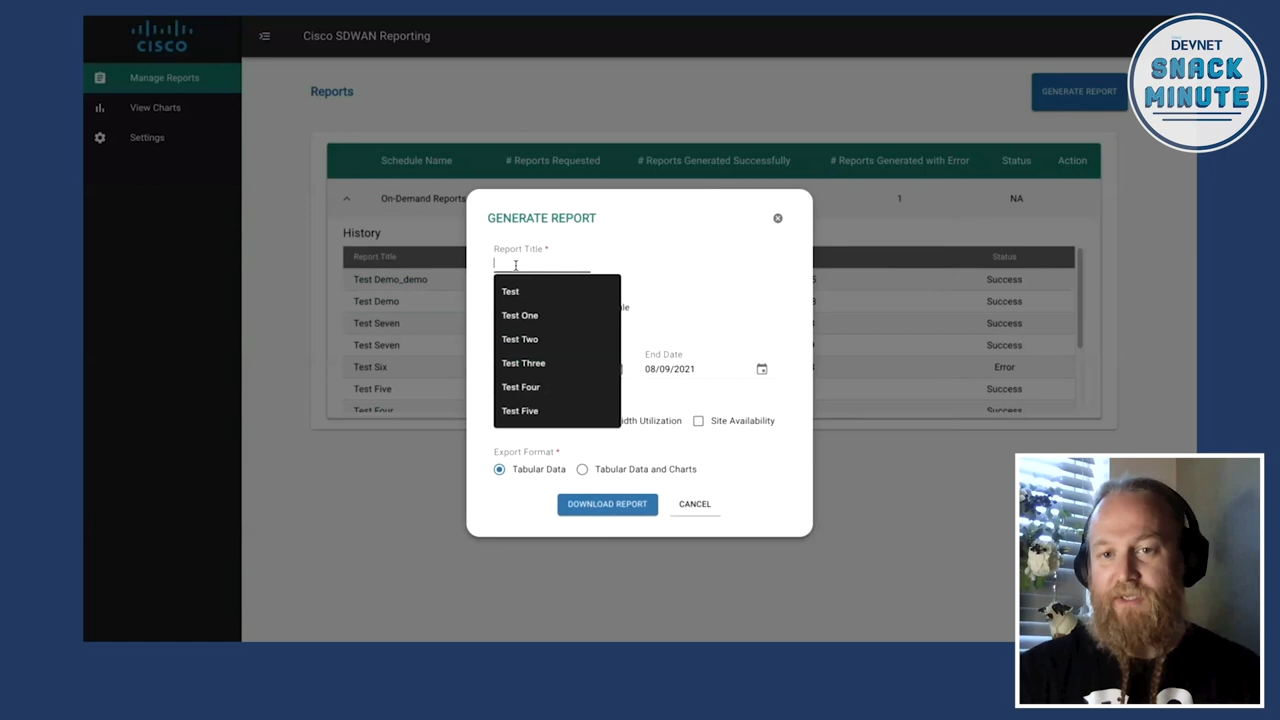 CISCO
Cisco SDWAN Reporting
DEVNET
SNACK
MINUTE
Manage Reports
View Charts
Settings
Reports
GENERATE REPORT
Schedule Name # Reports Requested # Reports Generated Successfully # Reports Generated with Error Status Action
On-Demand Reports 1 NA
History
Report Title Status
Test Demo_demo Success
Test Demo Success
Test Seven Success
Test Seven Success
Test Six Error
Test Five Success
Test Four Success
GENERATE REPORT
Report Title *
Test
Test One
Test Two
Test Three
Test Four
Test Five
End Date
08/09/2021
Utilization Site Availability
Export Format *
Tabular Data Tabular Data and Charts
DOWNLOAD REPORT CANCEL